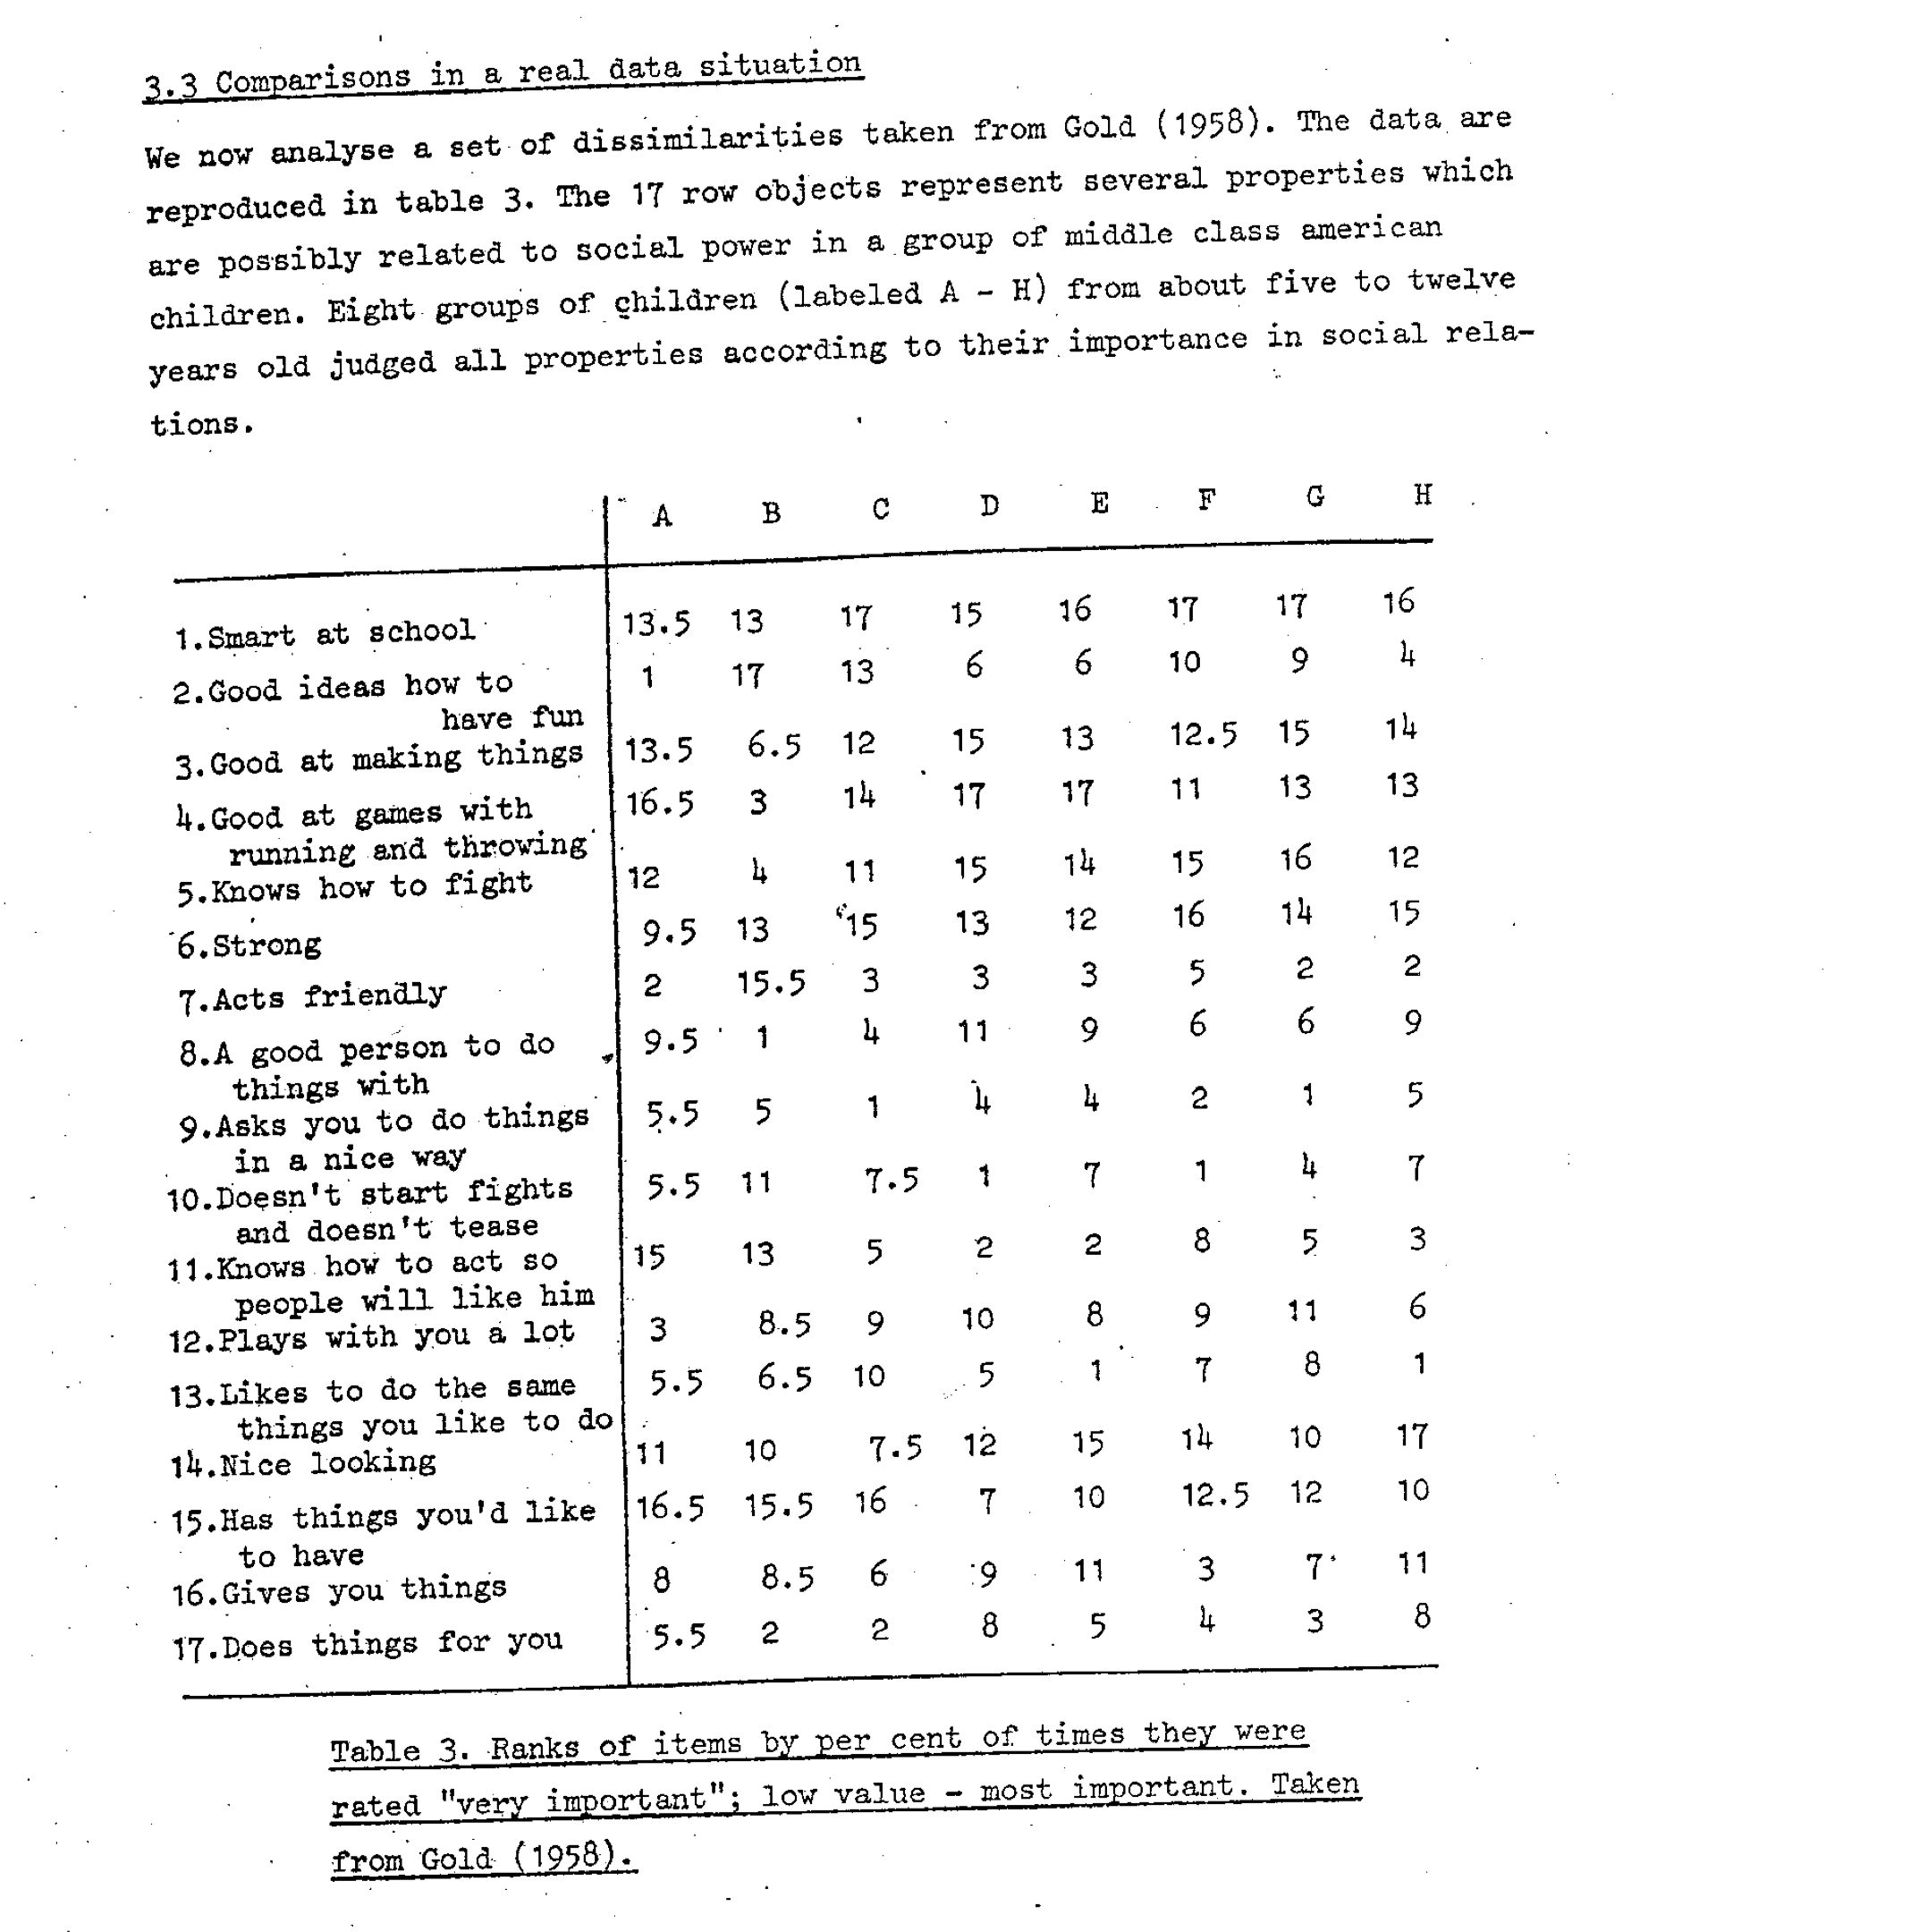 3.3 Comparisons in a real data situation
We now analyse a set of dissimilarities taken from Gold (1958). The data are
reproduced in table 3. The 17 row objects represent several properties which
are possibly related to social power in a group of middle class american
children. Eight groups of children (labeled A - H) from about five to twelve
years old judged all properties according to their importance in social rela-
tions.
A B C D E F G H
1.Smart at school 13.5 13 17 15 16 17 17 16
2.Good ideas how to 1 17 13 6 6 10 9 4
have fun
3.Good at making things 13.5 6.5 12 15 13 12.5 15 14
4.Good at games with 16.5 3 14 17 17 11 13 13
running and throwing
5.Knows how to fight 12 4 11 15 14 15 16 12
6.Strong 9.5 13 15 13 12 16 14 15
7.Acts friendly 2 15.5 3 3 3 5 2 2
8.A good person to do 9.5 1 4 11 9 6 6 9
things with
9.Asks you to do things 5.5 5 1 4 4 2 1 5
in a nice way
10.Doesn't start fights 5.5 11 7.5 1 7 1 4 7
and doesn't tease
11.Knows how to act so 15 13 5 2 2 8 5 3
people will like him
12.Plays with you a lot 3 8.5 9 10 8 9 11 6
13.Likes to do the same 5.5 6.5 10 5 1 7 8 1
things you like to do
14.Nice looking 11 10 7.5 12 15 14 10 17
15.Has things you'd like 16.5 15.5 16 7 10 12.5 12 10
to have
16.Gives you things 8 8.5 6 9 11 3 7 11
17.Does things for you 5.5 2 2 8 5 4 3 8
Table 3. Ranks of items by per cent of times they were
rated "very important"; low value - most important. Taken
from Gold (1958).